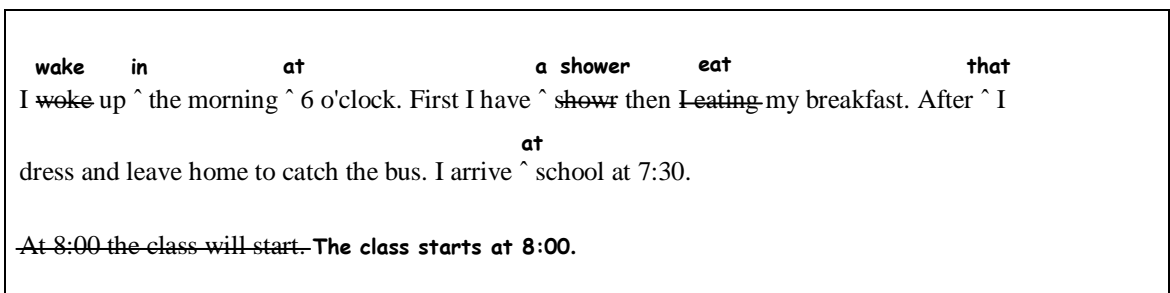 wake in at a shower eat that
I woke up ˆ the morning ˆ 6 o'clock. First I have ˆ showr then I eating my breakfast. After ˆ I
at
dress and leave home to catch the bus. I arrive ˆ school at 7:30.
At 8:00 the class will start. The class starts at 8:00.